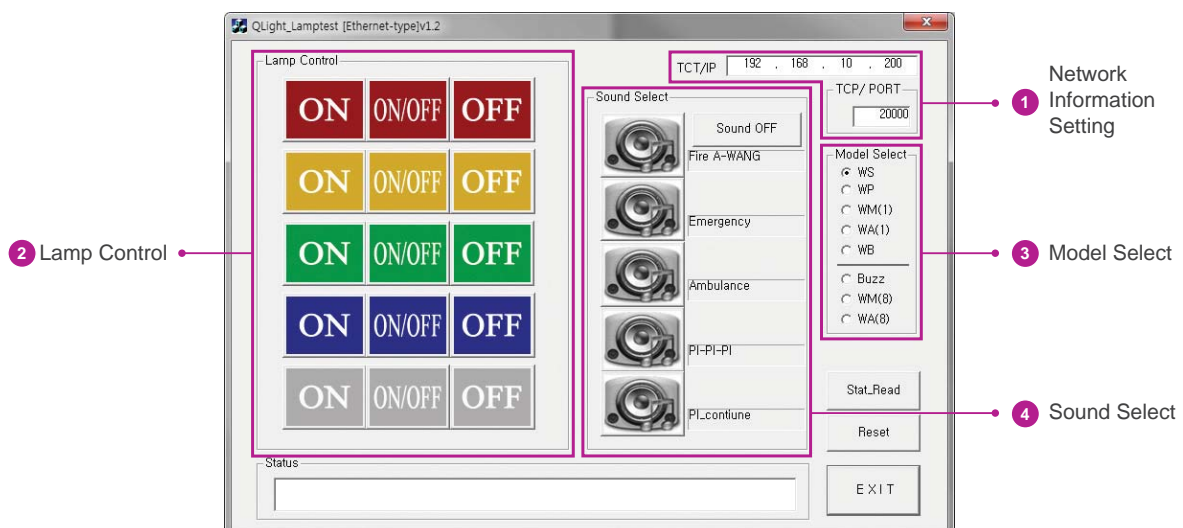 QLight_Lamptest [Ethernet-type]v1.2
Lamp Control
ON ON/OFF OFF
ON ON/OFF OFF
ON ON/OFF OFF
ON ON/OFF OFF
ON ON/OFF OFF
Sound Select
Sound OFF
Fire A-WANG
Emergency
Ambulance
PI-PI-PI
PI_contiune
TCT/IP 192 . 168 . 10 . 200
TCP/ PORT
20000
Model Select
WS
WP
WM(1)
WA(1)
WB
Buzz
WM(8)
WA(8)
Stat_Read
Reset
EXIT
Status
1 Network
Information
Setting
2 Lamp Control
3 Model Select
4 Sound Select